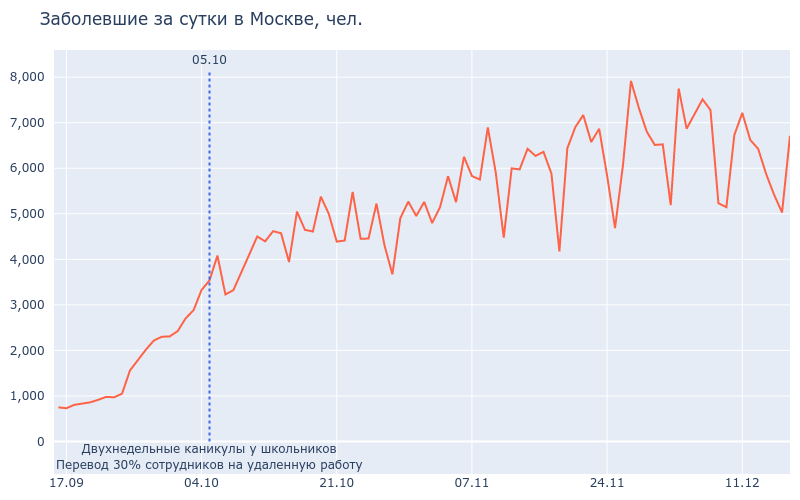 Заболевшие за сутки в Москве, чел.
05.10
8,000
7,000
6,000
5,000
4,000
3,000
2,000
1,000
0
Двухнедельные каникулы у школьников
Перевод 30% сотрудников на удаленную работу
17.09 04.10 21.10 07.11 24.11 11.12